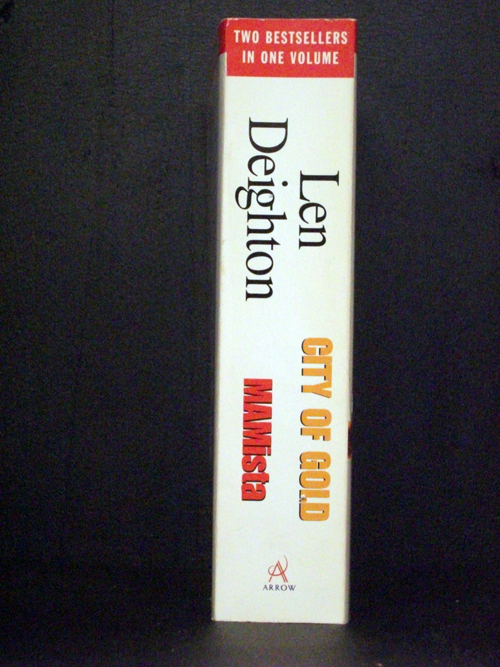 TWO BESTSELLERS
IN ONE VOLUME
Len
Deighton
CITY OF GOLD
MAMista
ARROW